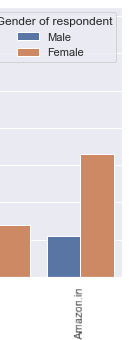 Gender of respondent
Male
Female
Amazon.in